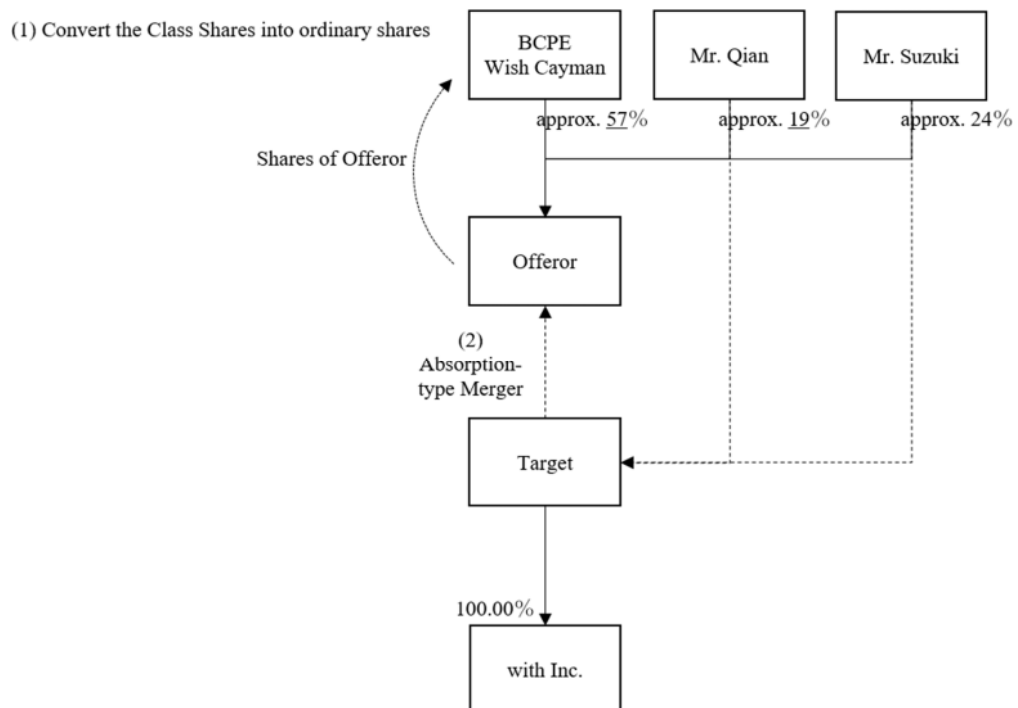 (1) Convert the Class Shares into ordinary shares
BCPE
Wish Cayman
Mr. Qian
Mr. Suzuki
approx. 57%
approx. 19%
approx. 24%
Shares of Offeror
Offeror
(2)
Absorption-
type Merger
Target
100.00%
with Inc.